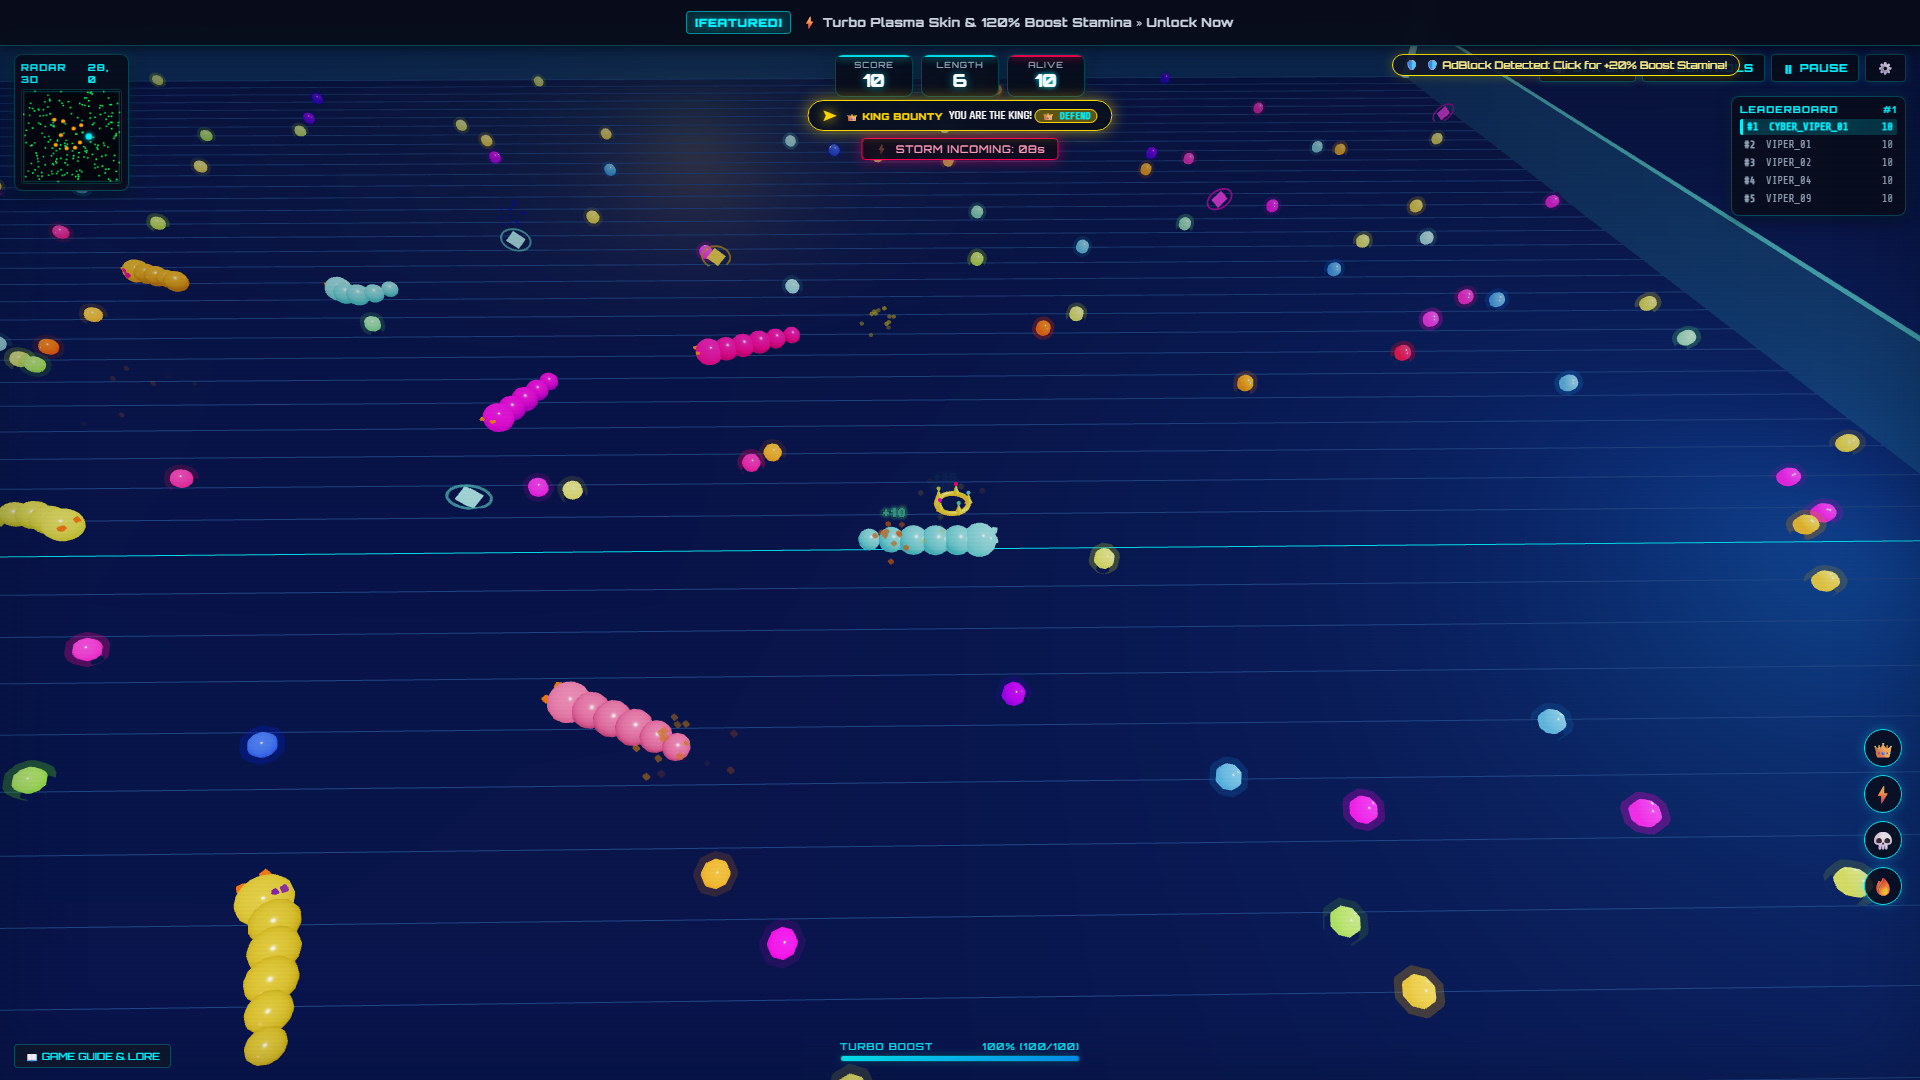 [FEATURED] Turbo Plasma Skin & 120% Boost Stamina » Unlock Now
RADAR 3D 28, 0
SCORE 10
LENGTH 6
ALIVE 10
KING BOUNTY YOU ARE THE KING! DEFEND
STORM INCOMING: 08s
AdBlock Detected: Click for +20% Boost Stamina!
LS
PAUSE
LEADERBOARD #1
#1 CYBER_VIPER_01 10
#2 VIPER_01 10
#3 VIPER_02 10
#4 VIPER_04 10
#5 VIPER_09 10
+10
GAME GUIDE & LORE
TURBO BOOST 100% (100/100)